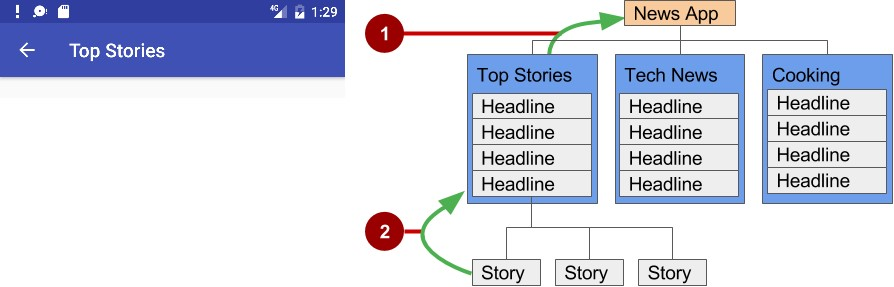 4G 1:29
Top Stories
1
News App
Top Stories
Headline
Headline
Headline
Headline
Tech News
Headline
Headline
Headline
Headline
Cooking
Headline
Headline
Headline
Headline
2
Story
Story
Story